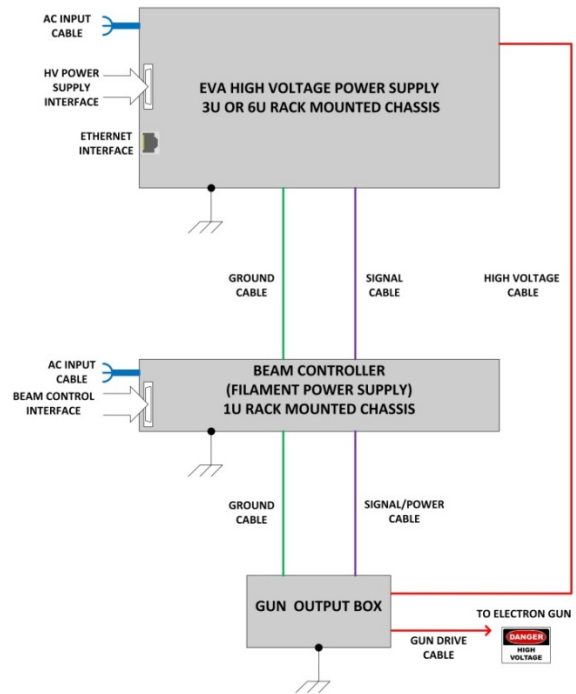 AC INPUT
CABLE
HV POWER
SUPPLY
INTERFACE
ETHERNET
INTERFACE
EVA HIGH VOLTAGE POWER SUPPLY
3U OR 6U RACK MOUNTED CHASSIS
GROUND
CABLE
SIGNAL
CABLE
HIGH VOLTAGE
CABLE
AC INPUT
CABLE
BEAM CONTROL
INTERFACE
BEAM CONTROLLER
(FILAMENT POWER SUPPLY)
1U RACK MOUNTED CHASSIS
GROUND
CABLE
SIGNAL/POWER
CABLE
GUN OUTPUT BOX
TO ELECTRON GUN
GUN DRIVE
CABLE
DANGER
HIGH
VOLTAGE